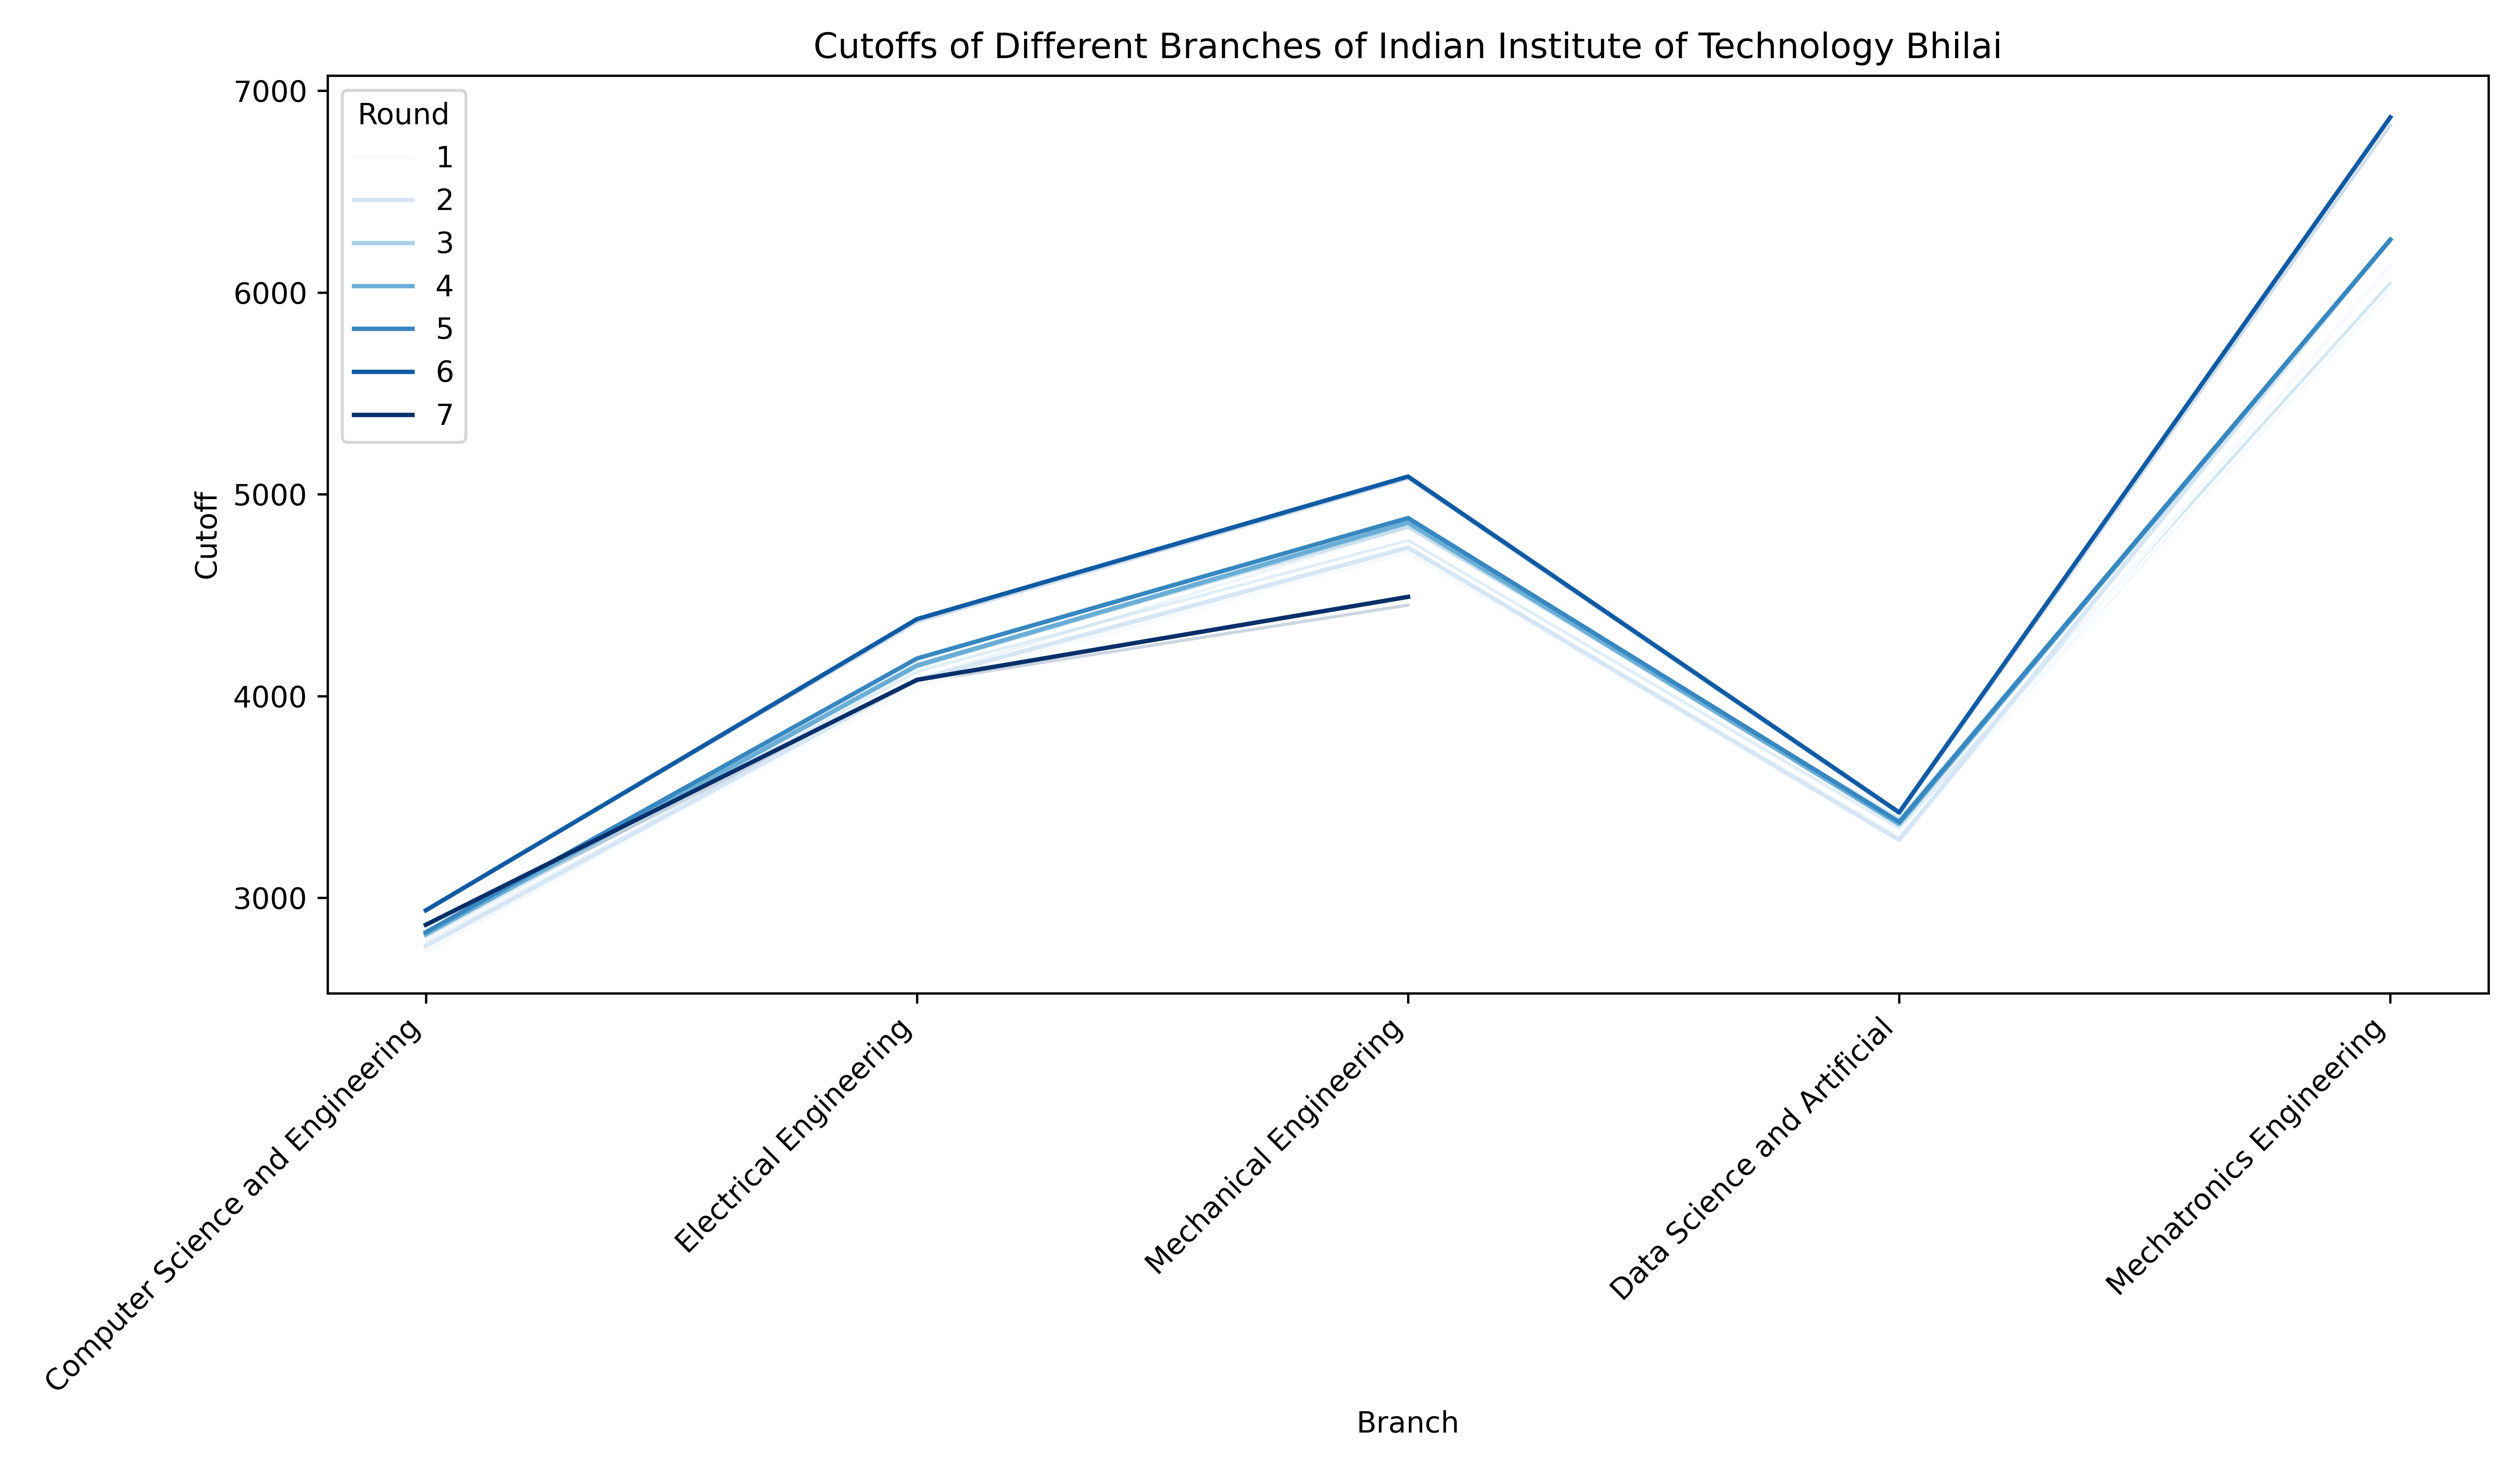 Cutoffs of Different Branches of Indian Institute of Technology Bhilai
7000
6000
5000
4000
3000
Cutoff
Round
1
2
3
4
5
6
7
Computer Science and Engineering
Electrical Engineering
Mechanical Engineering
Data Science and Artificial
Mechatronics Engineering
Branch